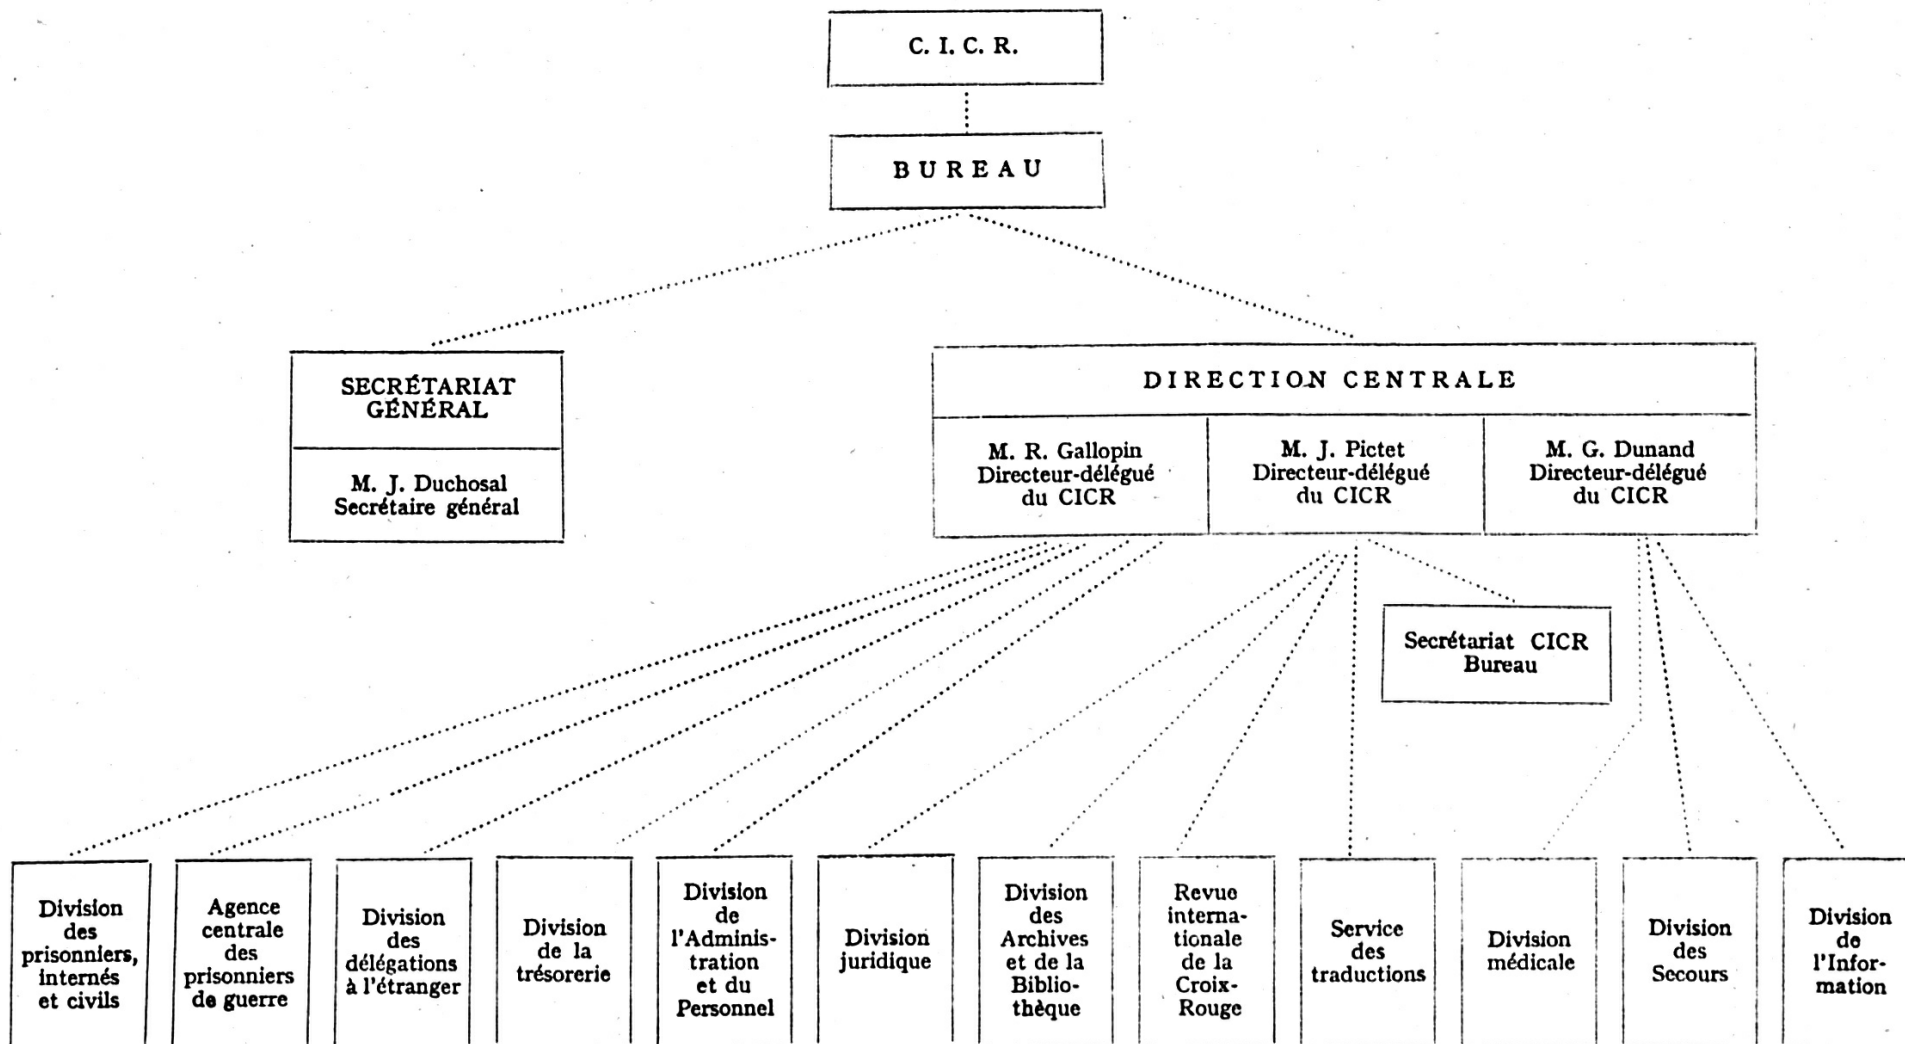 C. I. C. R.
BUREAU
SECRÉTARIAT
GÉNÉRAL
M. J. Duchosal
Secrétaire général
DIRECTION CENTRALE
M. R. Gallopin
Directeur-délégué
du CICR
M. J. Pictet
Directeur-délégué
du CICR
M. G. Dunand
Directeur-délégué
du CICR
Secrétariat CICR
Bureau
Division
des
prisonniers,
internés
et civils
Agence
centrale
des
prisonniers
de guerre
Division
des
délégations
à l'étranger
Division
de la
trésorerie
Division
de
l'Adminis-
tration
et du
Personnel
Division
juridique
Division
des
Archives
et de la
Biblio-
thèque
Revue
interna-
tionale
de la
Croix-
Rouge
Service
des
traductions
Division
médicale
Division
des
Secours
Division
de
l'Infor-
mation